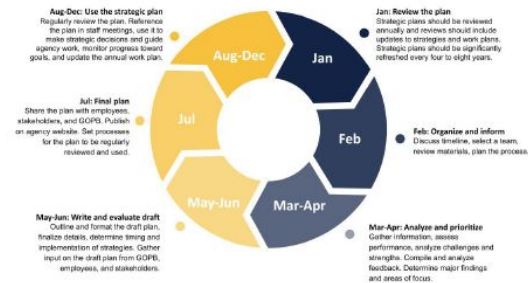 Aug-Dec: Use the strategic plan
Regularly review the plan. Reference
the plan in staff meetings, use it
to make strategic decisions and guide
agency work, monitor progress toward
goals, and update the annual work plan.
Jan: Review the plan
Strategic plans should be reviewed
annually and reviews should include
updates to strategies and work plans.
Strategic plans should be significantly
refreshed every four to eight years.
Aug-Dec
Jan
Jul: Final plan
Share the plan with employees,
stakeholders, and GOPB. Publish
on agency website. Set processes
for the plan to be regularly
reviewed and used.
Jul
Feb
Feb: Organize and inform
Discuss timeline, select a team,
review materials, plan the process.
May-Jun
Mar-Apr
May-Jun: Write and evaluate draft
Outline and format the draft plan,
finalize details, determine timing and
implementation of strategies. Gather
input on the draft plan from GOPB,
employees, and stakeholders.
Mar-Apr: Analyze and prioritize
Gather information, assess
performance, analyze challenges and
strengths. Compile and analyze
feedback. Determine major findings
and areas of focus.